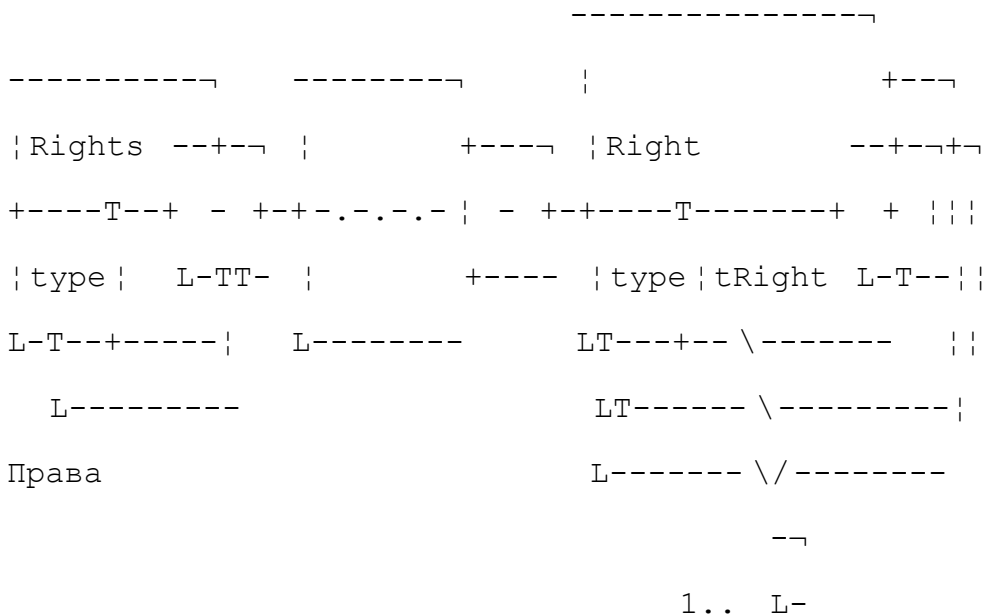 ---------------¬
----------¬ --------¬ ¦ +--¬
¦Rights --+-¬ ¦ +---¬ ¦Right --+-¬+¬
+----T--+ - +-+-.-.-.-¦ - +-+----T-------+ + ¦¦¦
¦type¦ L-TT- ¦ +---- ¦type¦tRight L-T--¦¦
L-T--+-----¦ L-------- LT---+-- \------- ¦¦
L--------- LT------ \---------¦
Права L------- \/--------
-¬
1.. L-